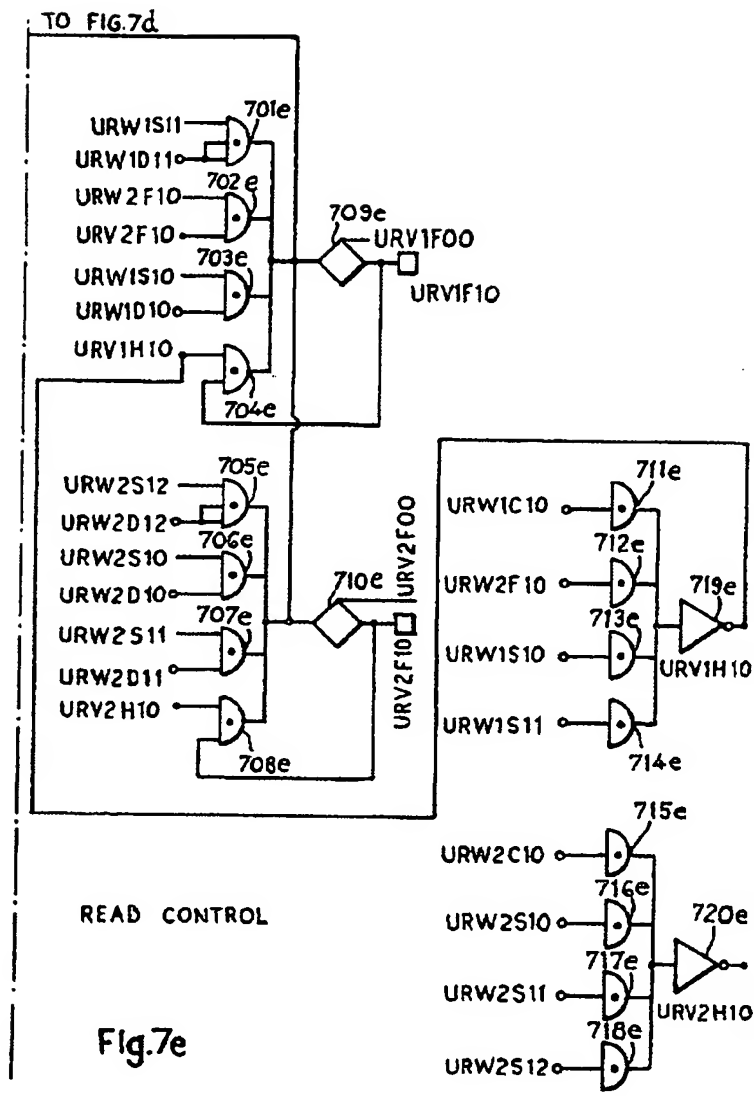 TO FIG.7d
701e
URW1S11
URW1D11
702e
URW2F10
URV2F10
709e
URV1F00
703e
URW1S10
URW1D10
URV1F10
URV1H10
704e
705e
URW2S12
URW2D12
706e
URW2S10
URW2D10
710e
URV2F00
707e
URW2S11
URW2D11
URV2F10
URV2H10
708e
711e
URW1C10
712e
URW2F10
719e
713e
URW1S10
URV1H10
URW1S11
714e
715e
URW2C10
716e
READ CONTROL
URW2S10
720e
717e
URW2S11
URV2H10
718e
URW2S12
Fig.7e